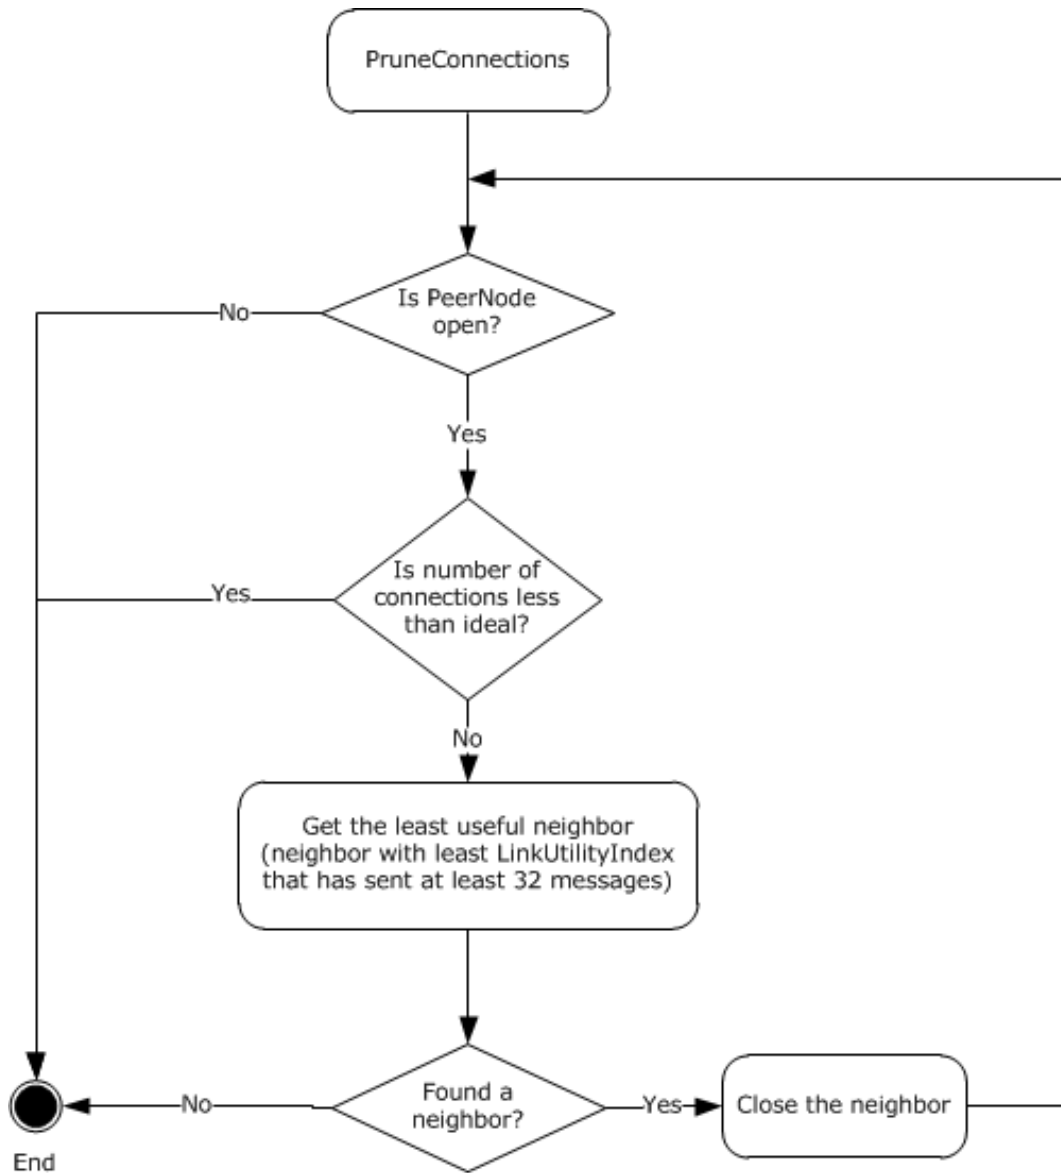 PruneConnections
Is PeerNode
open?
No
Yes
Is number of
connections less
than ideal?
Yes
No
Get the least useful neighbor
(neighbor with least LinkUtilityIndex
that has sent at least 32 messages)
Found a
neighbor?
No
Yes
Close the neighbor
End